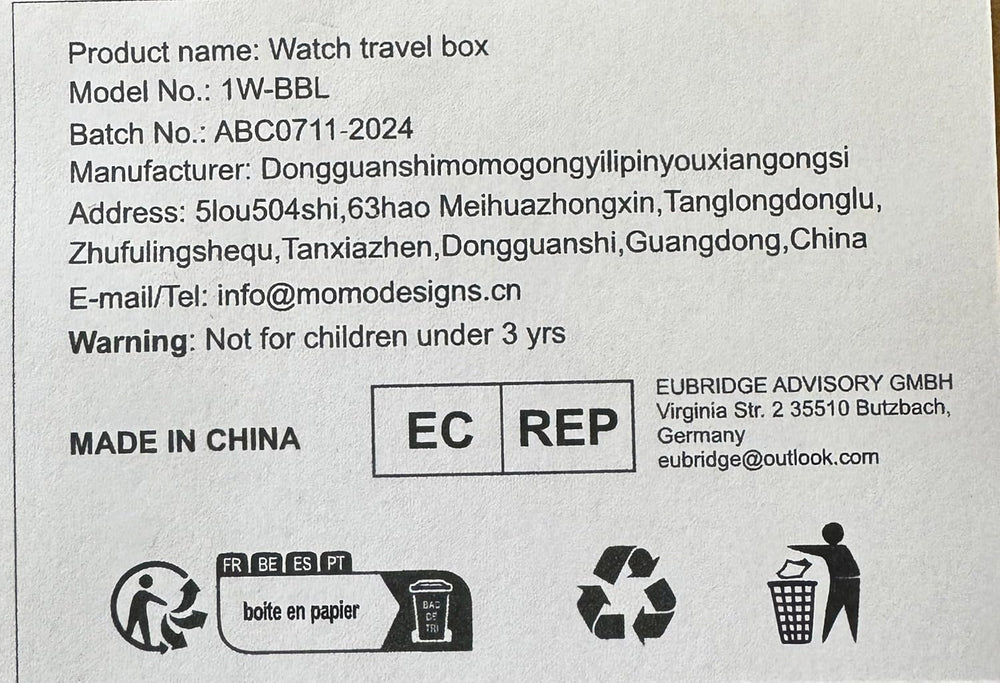 Product name: Watch travel box
Model No.: 1W-BBL
Batch No.: ABC0711-2024
Manufacturer: Dongguanshimomogongyilipinyouxiangongsi
Address: 5lou504shi,63hao Meihuazhongxin,Tanglongdonglu,
Zhufulingshequ,Tanxiazhen,Dongguanshi,Guangdong,China
E-mail/Tel: info@momodesigns.cn
Warning: Not for children under 3 yrs
MADE IN CHINA
EC REP
EUBRIDGE ADVISORY GMBH
Virginia Str. 2 35510 Butzbach,
Germany
eubridge@outlook.com
FR BE ES PT
boite en papier
BAC
DE
TRI